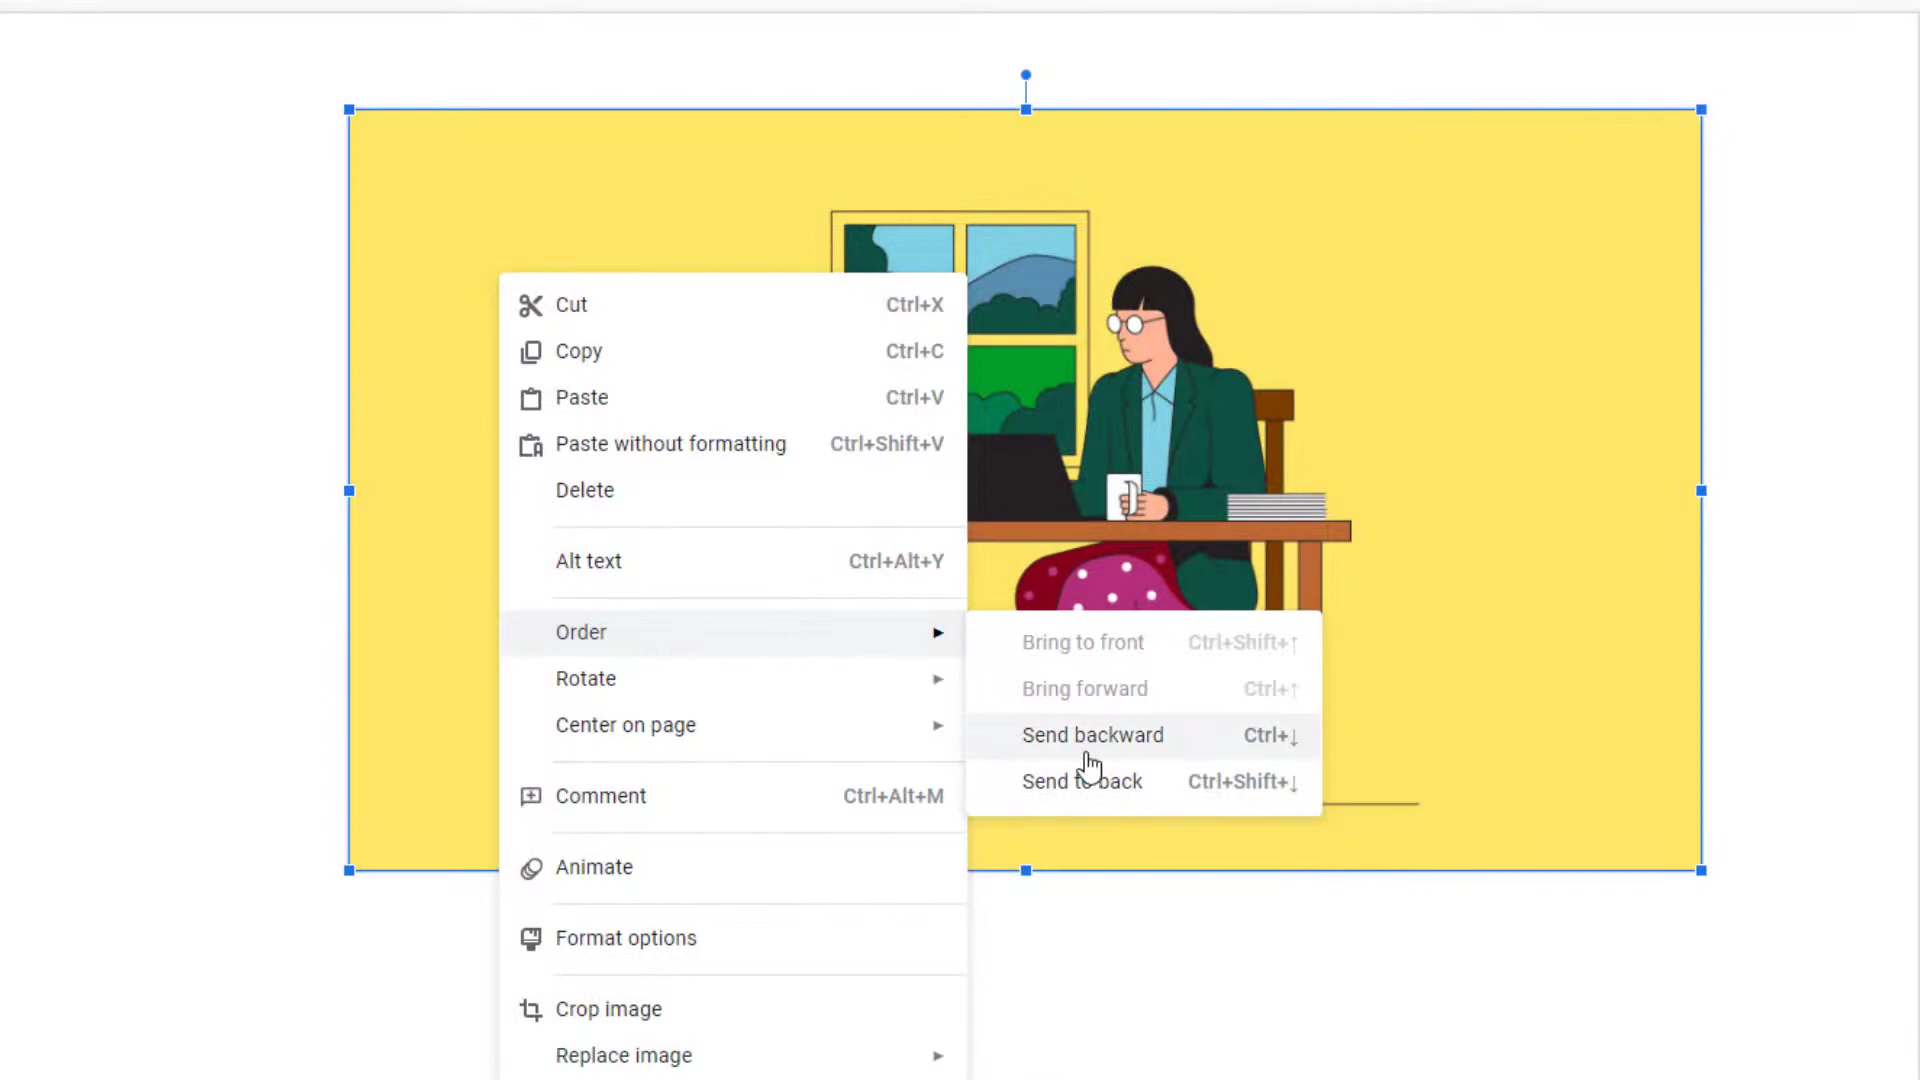 Cut Ctrl+X
Copy Ctrl+C
Paste Ctrl+V
Paste without formatting Ctrl+Shift+V
Delete
Alt text Ctrl+Alt+Y
Order
Rotate
Center on page
Comment Ctrl+Alt+M
Animate
Format options
Crop image
Replace image
Bring to front Ctrl+Shift+↑
Bring forward Ctrl+↑
Send backward Ctrl+↓
Send to back Ctrl+Shift+↓